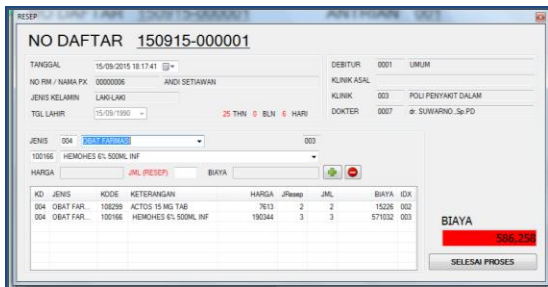 RESEP
NO DAFTAR 150915-000001
TANGGAL 15/09/2015 18:17:41
NO RM / NAMA PX 00000006 ANDI SETIAWAN
JENIS KELAMIN LAKI-LAKI
TGL LAHIR 15/09/1990 25 THN 0 BLN 6 HARI
DEBITUR 0001 UMUM
KLINIK ASAL
KLINIK 003 POLI PENYAKIT DALAM
DOKTER 0007 dr. SUWARNO.,Sp.PD
JENIS 004 OBAT FARMASI 003
100166 HEMOHES 6% 500ML INF
HARGA JML (RESEP) BIAYA
KD JENIS KODE KETERANGAN HARGA JResep JML BIAYA IDX
004 OBAT FAR... 108299 ACTOS 15 MG TAB 7613 2 2 15226 002
004 OBAT FAR... 100166 HEMOHES 6% 500ML INF 190344 3 3 571032 003
BIAYA
586,258
SELESAI PROSES